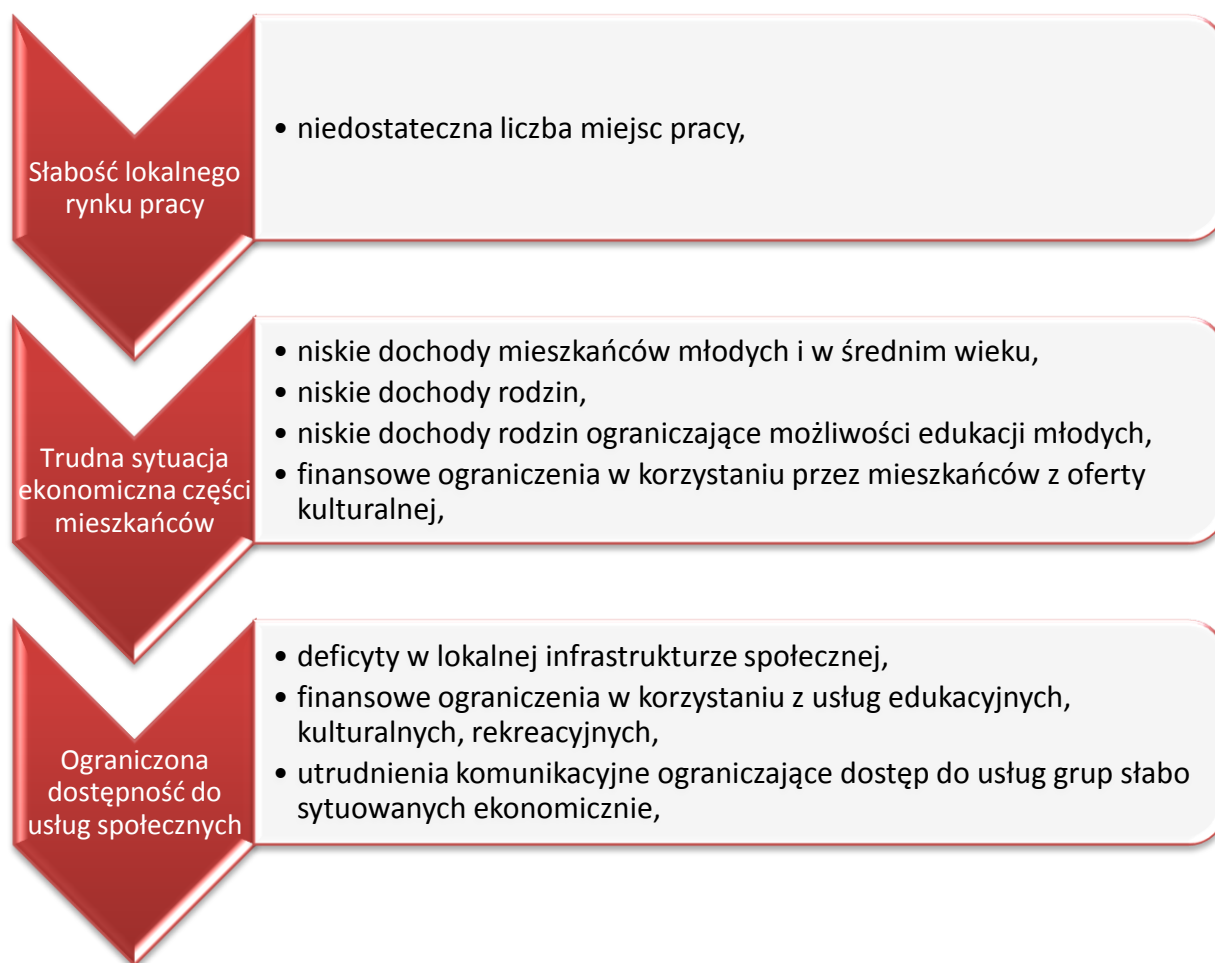 Słabość lokalnego
rynku pracy
• niedostateczna liczba miejsc pracy,
Trudna sytuacja
ekonomiczna części
mieszkańców
• niskie dochody mieszkańców młodych i w średnim wieku,
• niskie dochody rodzin,
• niskie dochody rodzin ograniczające możliwości edukacji młodych,
• finansowe ograniczenia w korzystaniu przez mieszkańców z oferty
kulturalnej,
Ograniczona
dostępność do
usług społecznych
• deficyty w lokalnej infrastrukturze społecznej,
• finansowe ograniczenia w korzystaniu z usług edukacyjnych,
kulturalnych, rekreacyjnych,
• utrudnienia komunikacyjne ograniczające dostęp do usług grup słabo
sytuowanych ekonomicznie,